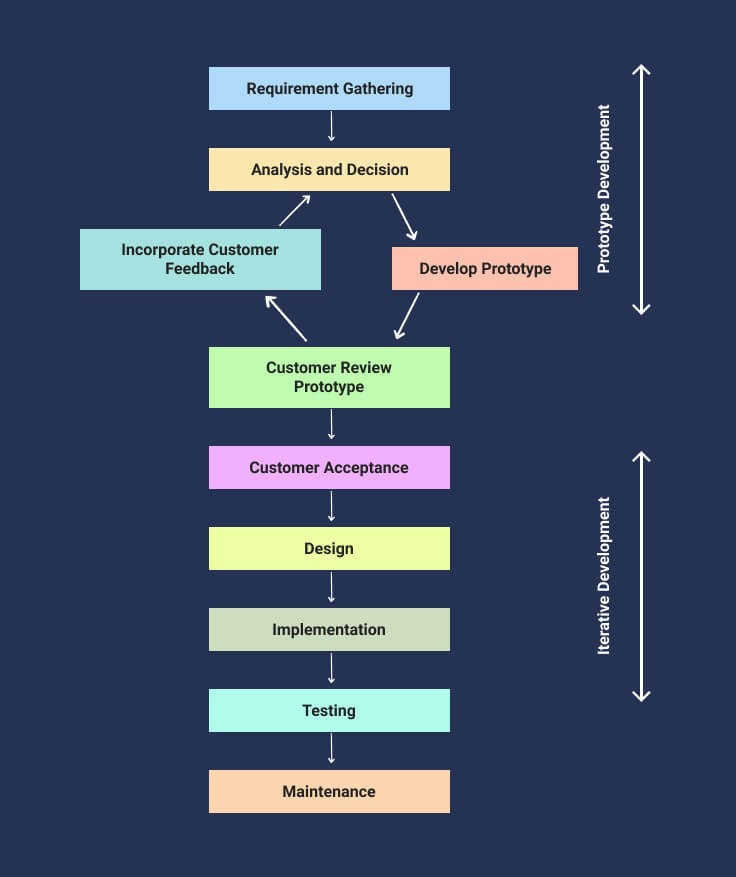 Requirement Gathering
Analysis and Decision
Incorporate Customer
Feedback
Develop Prototype
Customer Review
Prototype
Customer Acceptance
Design
Implementation
Testing
Maintenance
Prototype Development
Iterative Development